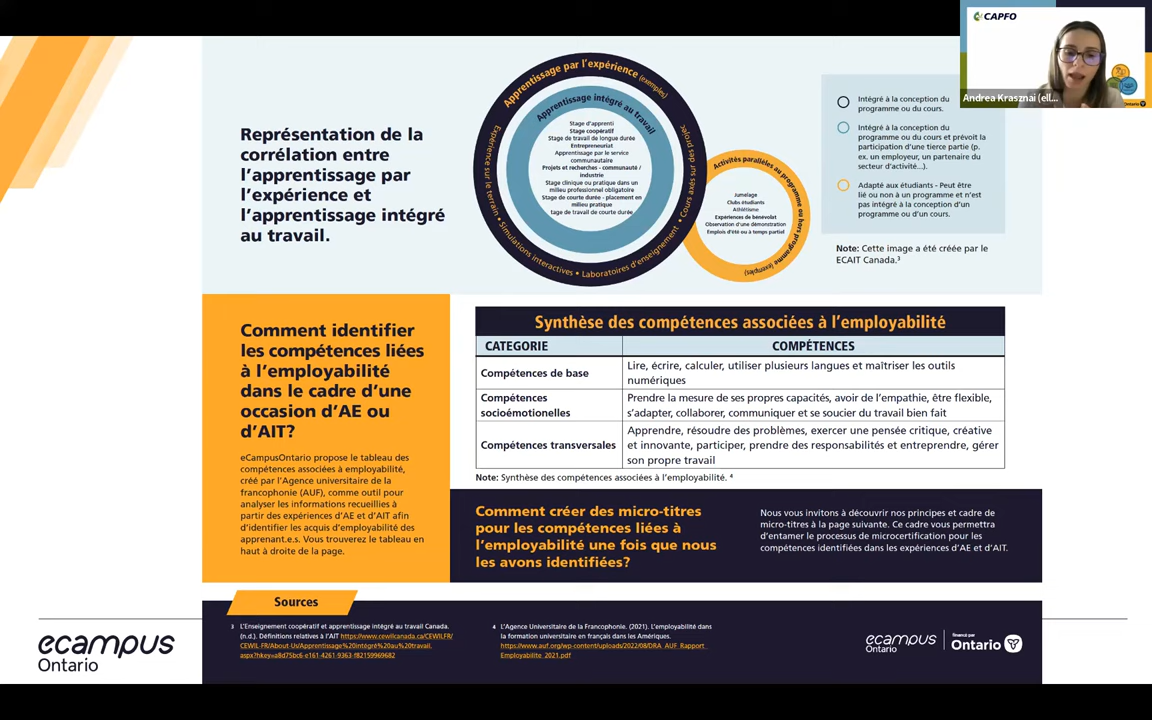 CAPFO
Andrea Krasznai (ell...
Ontario
Représentation de la
corrélation entre
l'apprentissage par
l'expérience et
l'apprentissage intégré
au travail.
Apprentissage par l'expérience (exemples)
Expérience sur le terrain • Simulations interactives • Laboratoires d'enseignement • Cours axés sur des projets
Apprentissage intégré au travail
Stage d'apprenti
Stage coopératif
Stage de travail de longue durée
Entrepreneuriat
Apprentissage par le service
communautaire
Projets et recherches - communauté /
industrie
Stage clinique ou pratique dans un
milieu professionnel obligatoire
Stage de courte durée - placement en
milieu pratique
tage de travail de courte durée
Activités parallèles au programme ou hors programme (exemples)
Jumelage
Clubs étudiants
Athlétisme
Expériences de bénévolat
Observation d'une démonstration
Emplois d'été ou à temps partiel
Intégré à la conception du
programme ou du cours.
Intégré à la conception du
programme ou du cours et prévoit la
participation d'une tierce partie (p.
ex. un employeur, un partenaire du
secteur d'activité...).
Adapté aux étudiants - Peut être
lié ou non à un programme et n'est
pas intégré à la conception d'un
programme ou d'un cours.
Note: Cette image a été créée par le
ECAIT Canada.³
Comment identifier
les compétences liées
à l'employabilité
dans le cadre d'une
occasion d'AE ou
d'AIT?
eCampusOntario propose le tableau des
compétences associées à employabilité,
créé par l'Agence universitaire de la
francophonie (AUF), comme outil pour
analyser les informations recueillies à
partir des expériences d'AE et d'AIT afin
d'identifier les acquis d'employabilité des
apprenant.e.s. Vous trouverez le tableau en
haut à droite de la page.
Synthèse des compétences associées à l'employabilité
CATEGORIE COMPÉTENCES
Compétences de base
Lire, écrire, calculer, utiliser plusieurs langues et maîtriser les outils
numériques
Compétences
socioémotionelles
Prendre la mesure de ses propres capacités, avoir de l'empathie, être flexible,
s'adapter, collaborer, communiquer et se soucier du travail bien fait
Compétences transversales
Apprendre, résoudre des problèmes, exercer une pensée critique, créative
et innovante, participer, prendre des responsabilités et entreprendre, gérer
son propre travail
Note: Synthèse des compétences associées à l'employabilité. ⁴
Comment créer des micro-titres
pour les compétences liées à
l'employabilité une fois que nous
les avons identifiées?
Nous vous invitons à découvrir nos principes et cadre de
micro-titres à la page suivante. Ce cadre vous permettra
d'entamer le processus de microcertification pour les
compétences identifiées dans les expériences d'AE et d'AIT.
Sources
3 L'Enseignement coopératif et apprentissage intégré au travail Canada.
(n.d.). Définitions relatives à l'AIT https://www.cewilcanada.ca/CEWILFR/
CEWIL-FR/About-Us/Apprentissage%20intégré%20au%20travail.
aspx?hkey=a8d75bc6-e161-4261-9363-f82159969682
4 L'Agence Universitaire de la Francophonie. (2021). L'employabilité dans
la formation universitaire en français dans les Amériques.
https://www.auf.org/wp-content/uploads/2022/08/DRA_AUF_Rapport_
Employabilite_2021.pdf
ecampus
Ontario
ecampus
Ontario
Financé par
Ontario